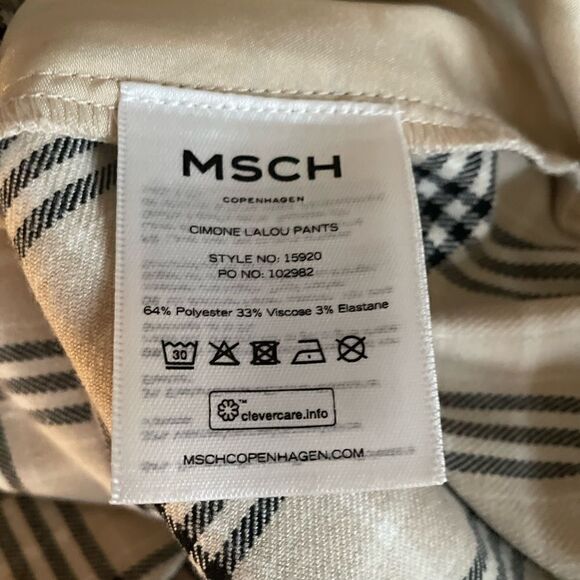 MSCH
COPENHAGEN
CIMONE LALOU PANTS
STYLE NO: 15920
PO NO: 102982
64% Polyester 33% Viscose 3% Elastane
30
clevercare.info
MSCHCOPENHAGEN.COM